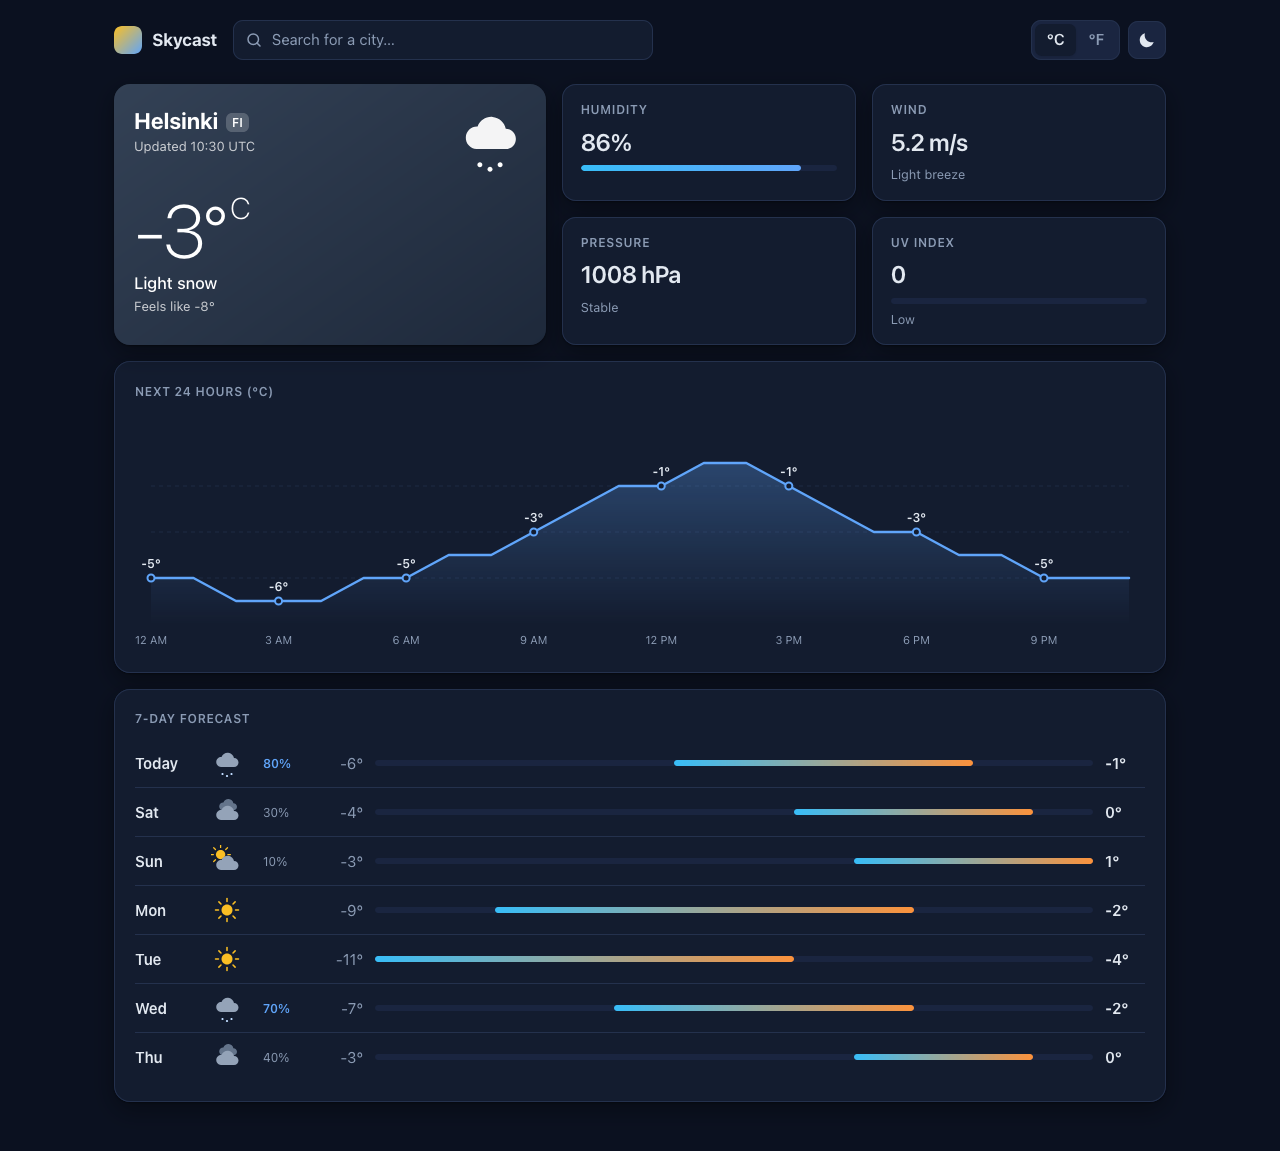 Skycast
Search for a city...
°C °F
Helsinki FI
Updated 10:30 UTC
-3°C
Light snow
Feels like -8°
HUMIDITY
86%
WIND
5.2 m/s
Light breeze
PRESSURE
1008 hPa
Stable
UV INDEX
0
Low
NEXT 24 HOURS (°C)
-5° -6° -5° -3° -1° -1° -3° -5°
12 AM 3 AM 6 AM 9 AM 12 PM 3 PM 6 PM 9 PM
7-DAY FORECAST
Today 80% -6° -1°
Sat 30% -4° 0°
Sun 10% -3° 1°
Mon -9° -2°
Tue -11° -4°
Wed 70% -7° -2°
Thu 40% -3° 0°